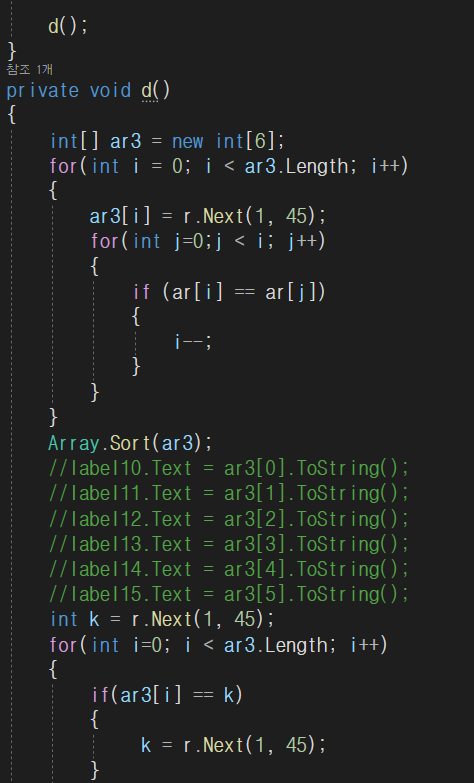 d();
}
참조 1개
private void d()
{
int[] ar3 = new int[6];
for(int i = 0; i < ar3.Length; i++)
{
ar3[i] = r.Next(1, 45);
for(int j=0;j < i; j++)
{
if (ar[i] == ar[j])
{
i--;
}
}
}
Array.Sort(ar3);
//label10.Text = ar3[0].ToString();
//label11.Text = ar3[1].ToString();
//label12.Text = ar3[2].ToString();
//label13.Text = ar3[3].ToString();
//label14.Text = ar3[4].ToString();
//label15.Text = ar3[5].ToString();
int k = r.Next(1, 45);
for(int i=0; i < ar3.Length; i++)
{
if(ar3[i] == k)
{
k = r.Next(1, 45);
}